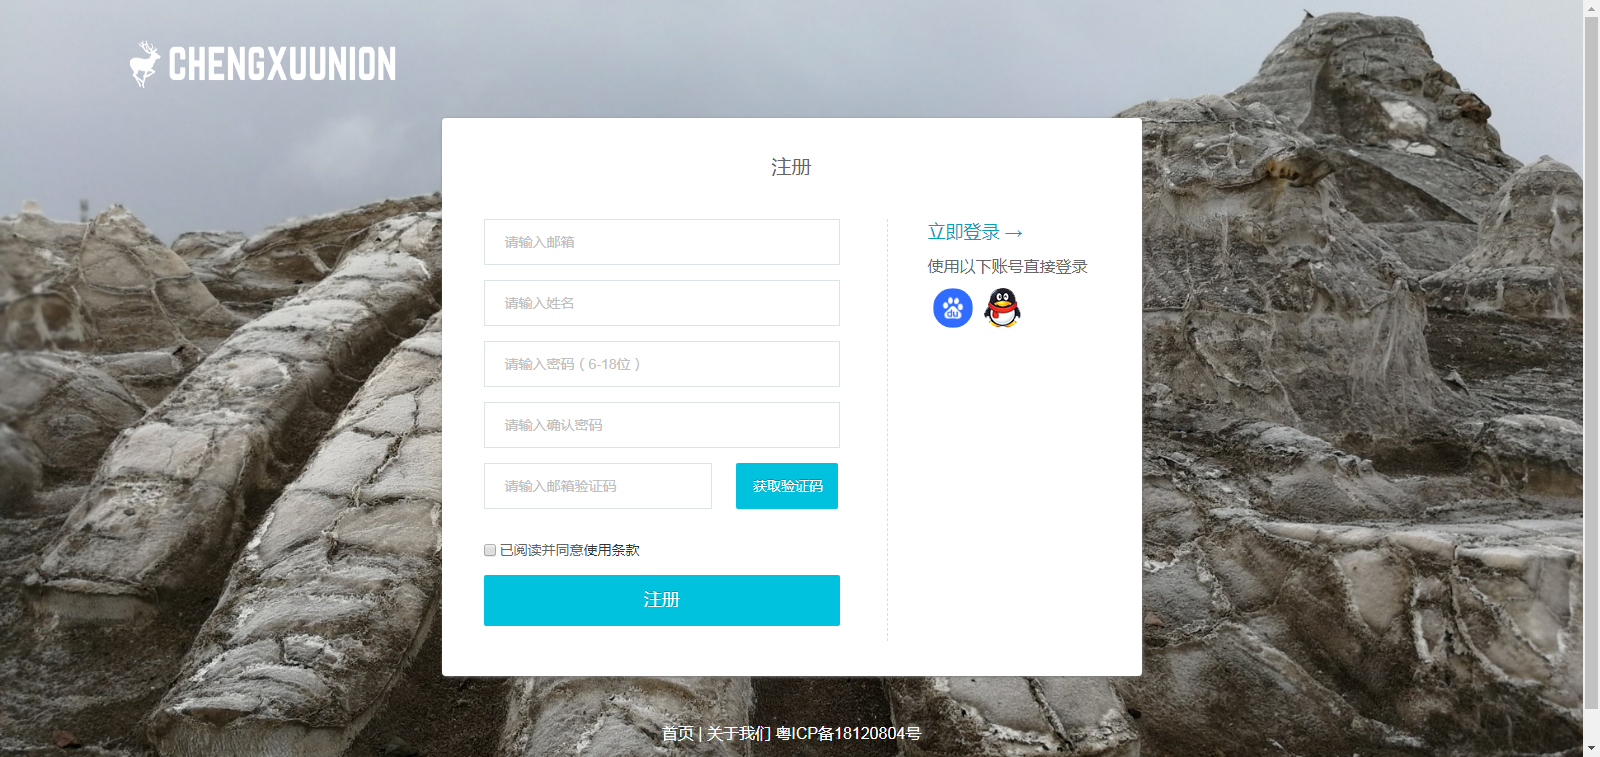 CHENGXUUNION
注册
请输入邮箱
请输入姓名
请输入密码（6-18位）
请输入确认密码
请输入邮箱验证码
获取验证码
已阅读并同意使用条款
注册
立即登录 →
使用以下账号直接登录
du
首页 | 关于我们 粤ICP备18120804号